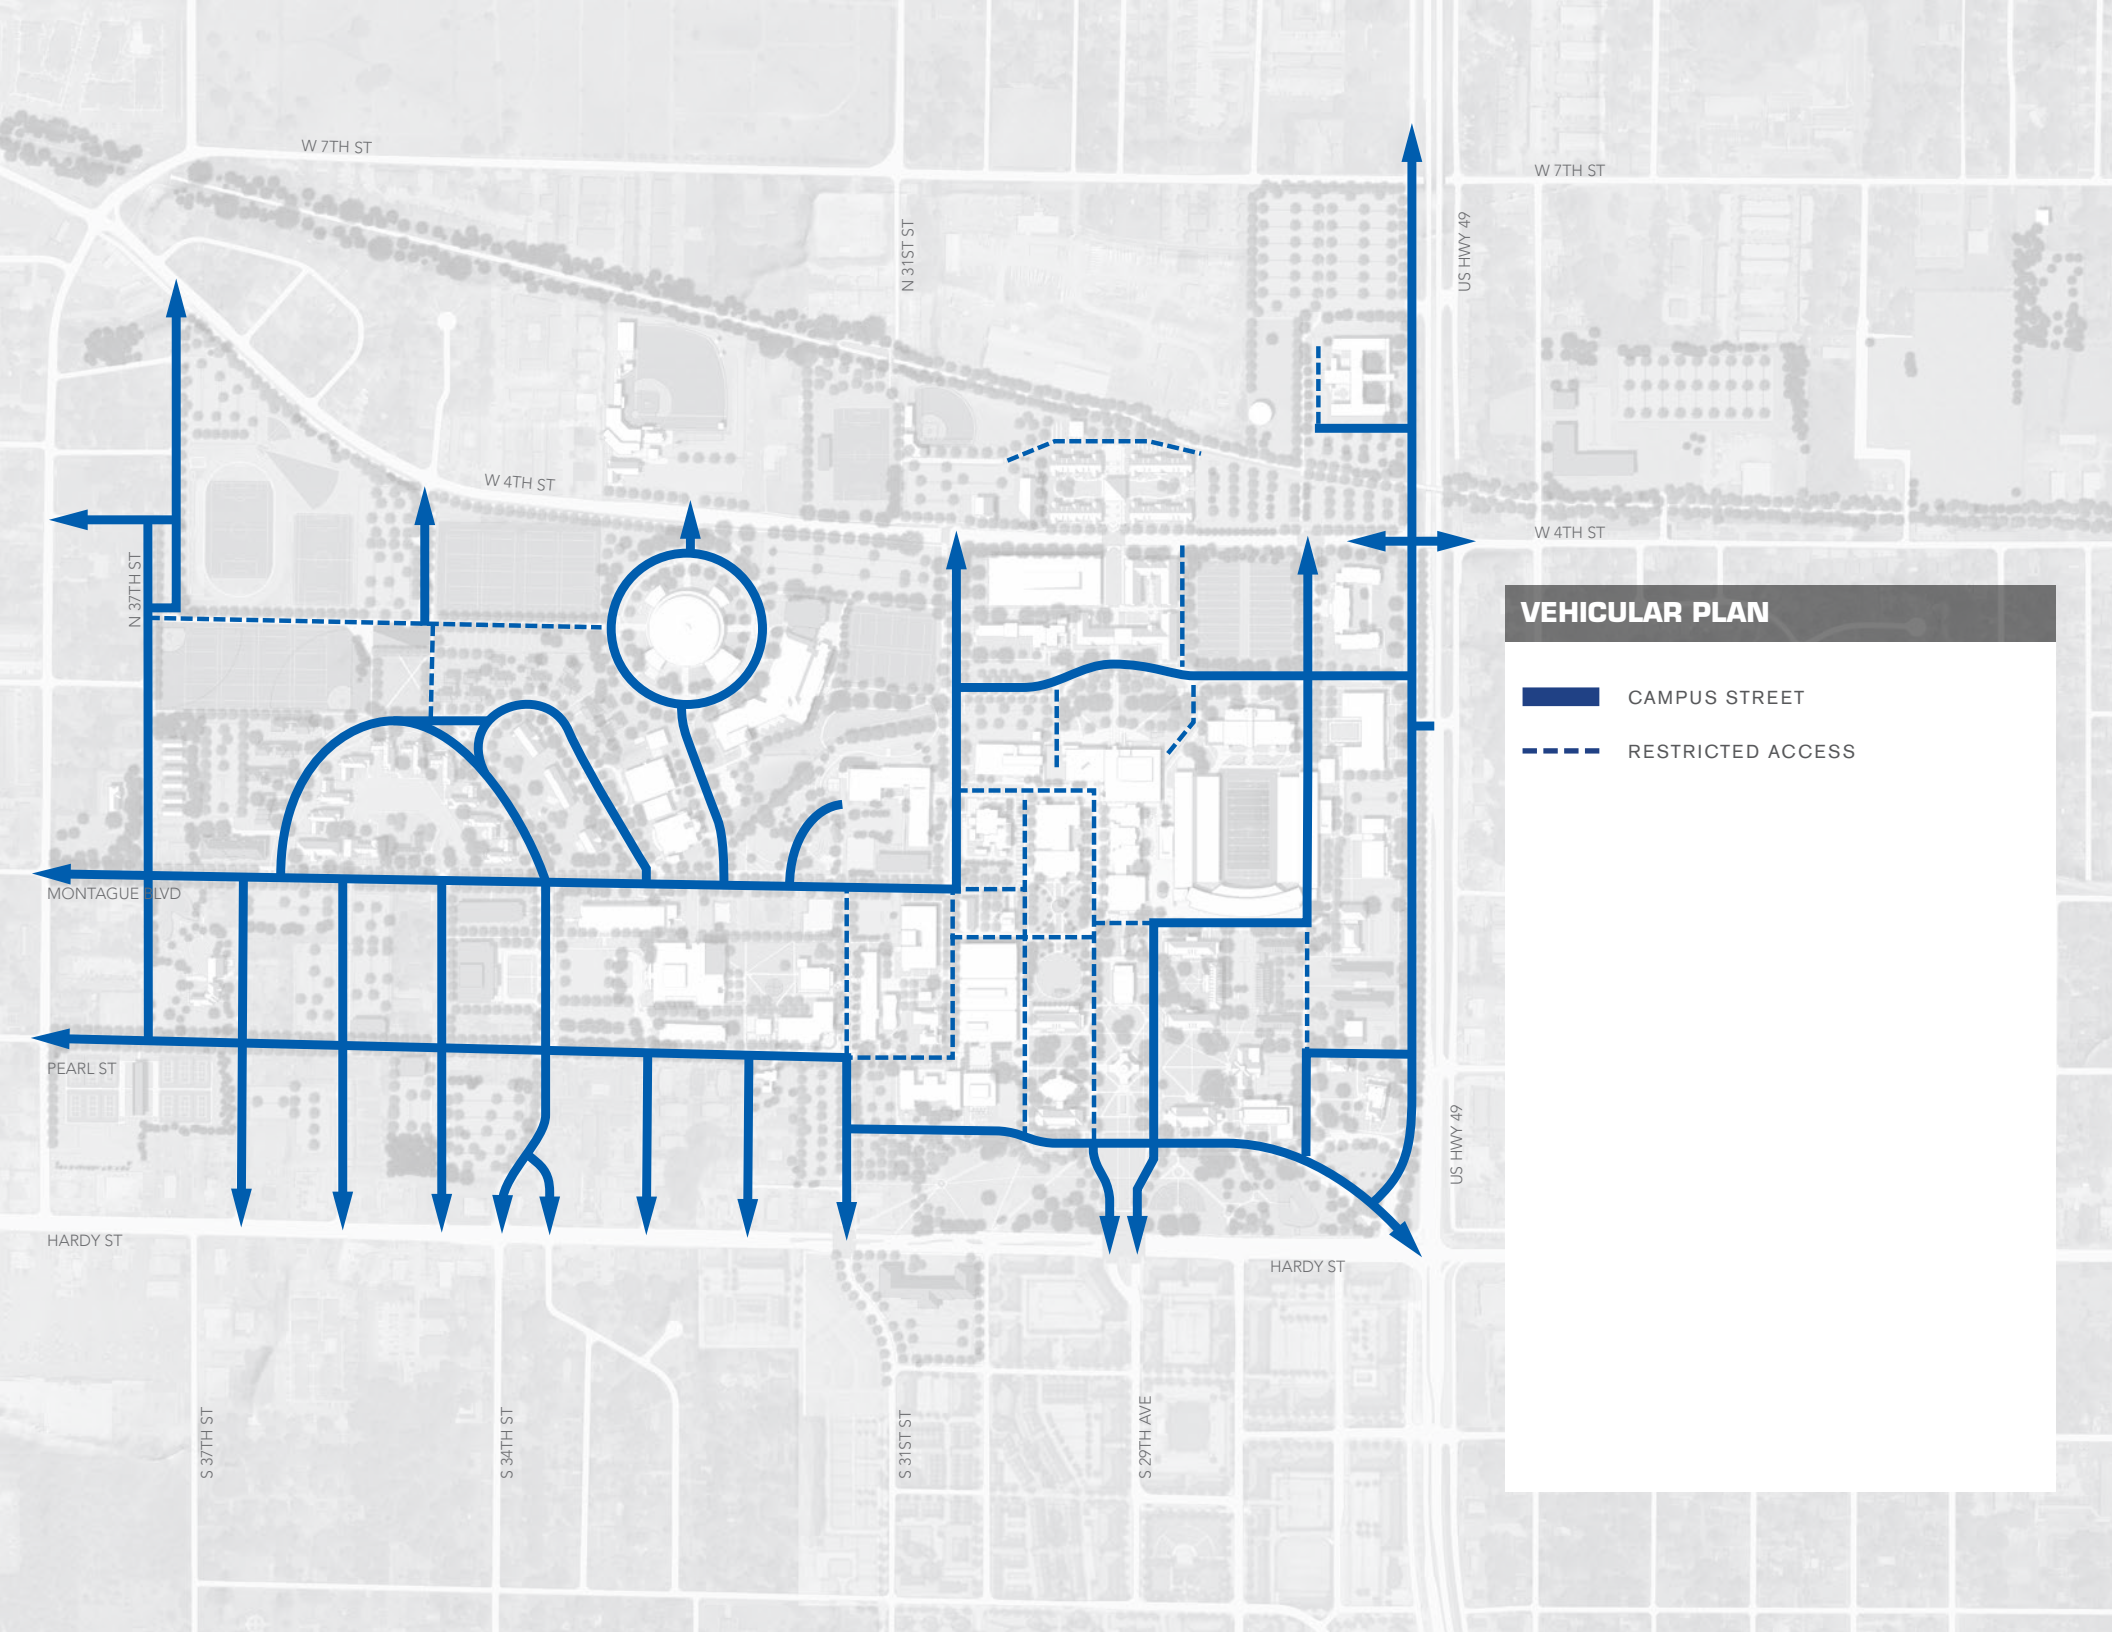 W 7TH ST
W 7TH ST
N 31ST ST
US HWY 49
W 4TH ST
W 4TH ST
N 37TH ST
VEHICULAR PLAN
CAMPUS STREET
RESTRICTED ACCESS
MONTAGUE BLVD
PEARL ST
US HWY 49
HARDY ST
HARDY ST
S 37TH ST
S 34TH ST
S 31ST ST
S 29TH AVE